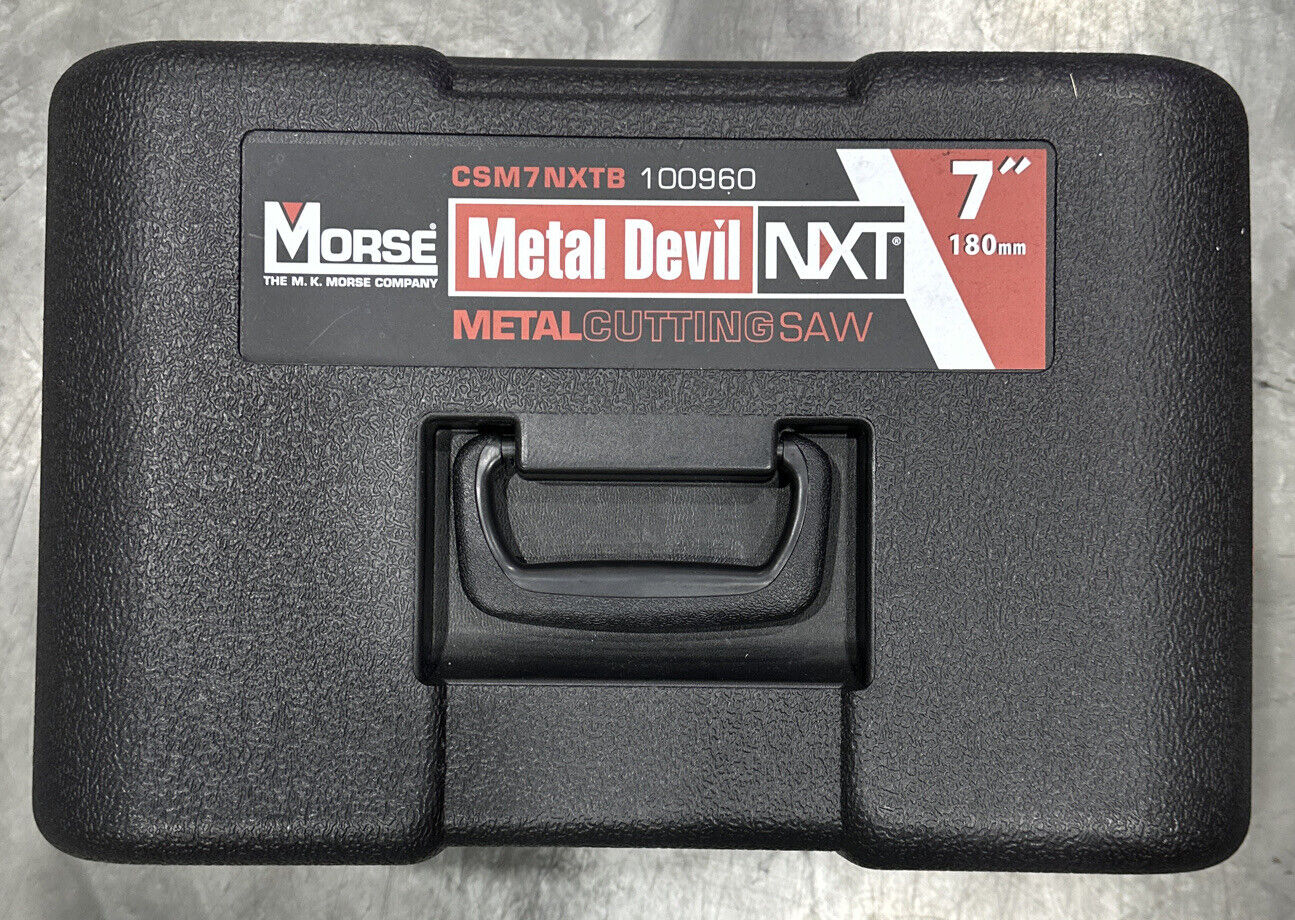 CSM7NXTB 100960
MORSE®
THE M. K. MORSE COMPANY
Metal Devil NXT®
METALCUTTINGSAW
7”
180mm